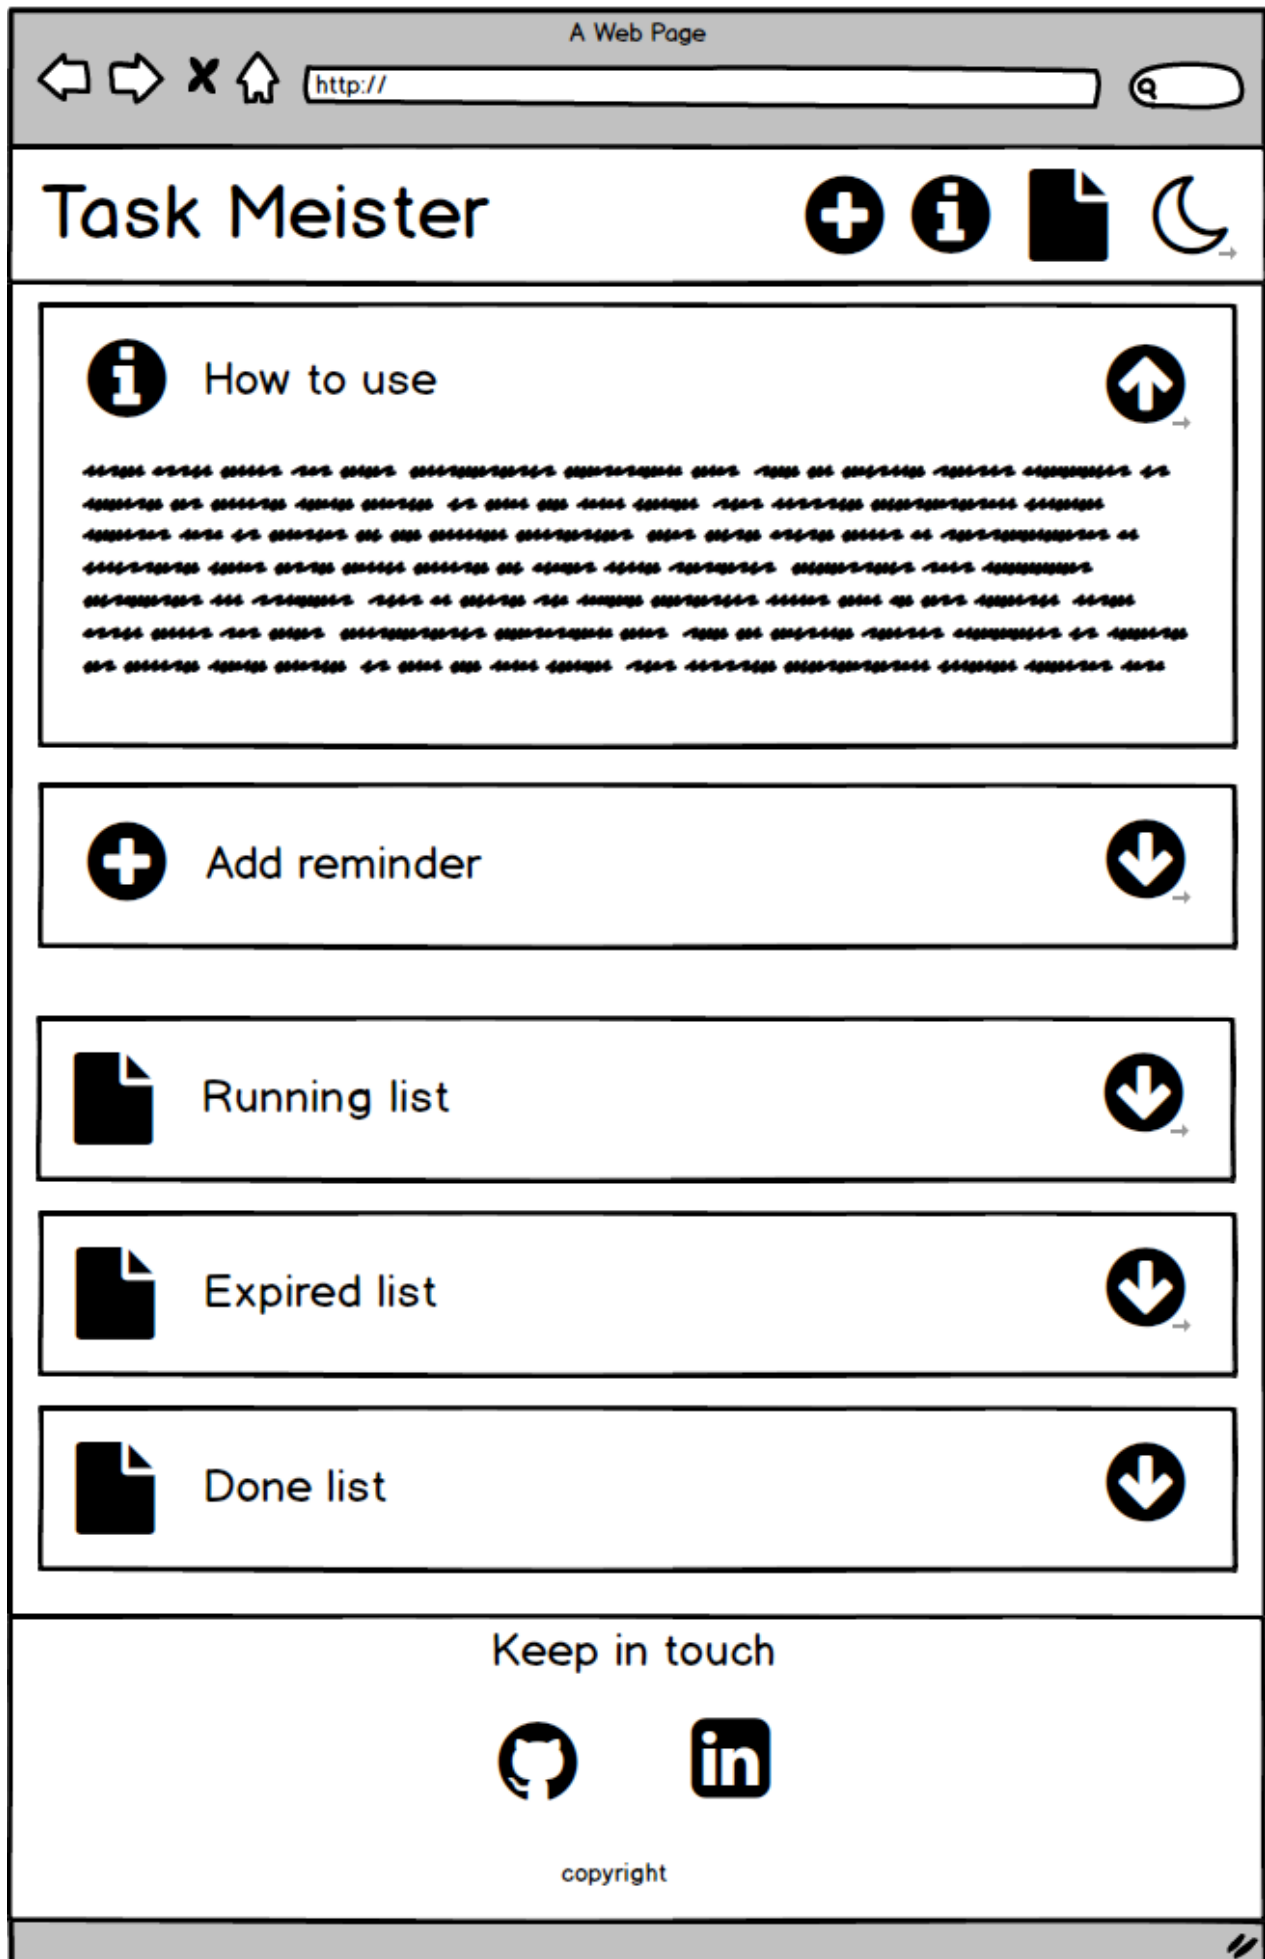 A Web Page
http://
Task Meister
How to use
Add reminder
Running list
Expired list
Done list
Keep in touch
in
copyright